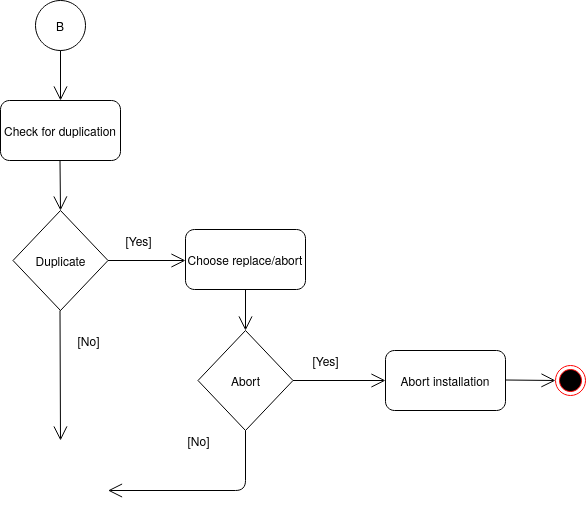 B
Check for duplication
[Yes]
Duplicate
Choose replace/abort
[No]
[Yes]
Abort
Abort installation
[No]